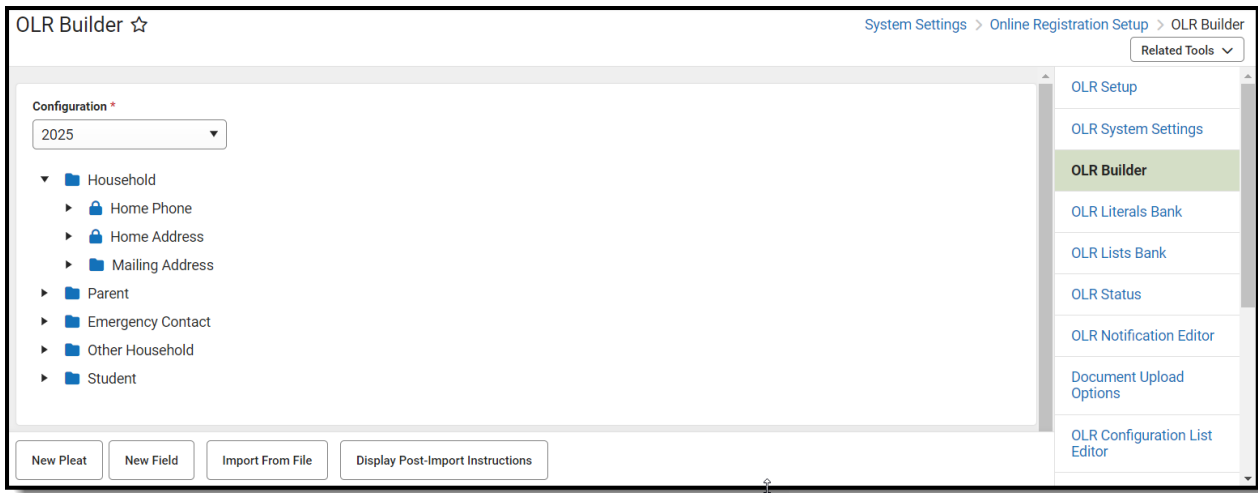 OLR Builder
System Settings > Online Registration Setup > OLR Builder
Related Tools
Configuration *
2025
Household
Home Phone
Home Address
Mailing Address
Parent
Emergency Contact
Other Household
Student
New Pleat
New Field
Import From File
Display Post-Import Instructions
OLR Setup
OLR System Settings
OLR Builder
OLR Literals Bank
OLR Lists Bank
OLR Status
OLR Notification Editor
Document Upload
Options
OLR Configuration List
Editor